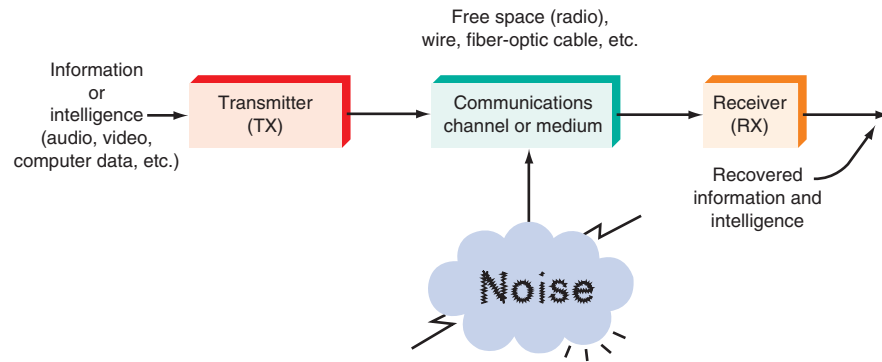 Free space (radio),
wire, fiber-optic cable, etc.
Information
or
intelligence
(audio, video,
computer data, etc.)
Transmitter
(TX)
Communications
channel or medium
Receiver
(RX)
Recovered
information and
intelligence
Noise